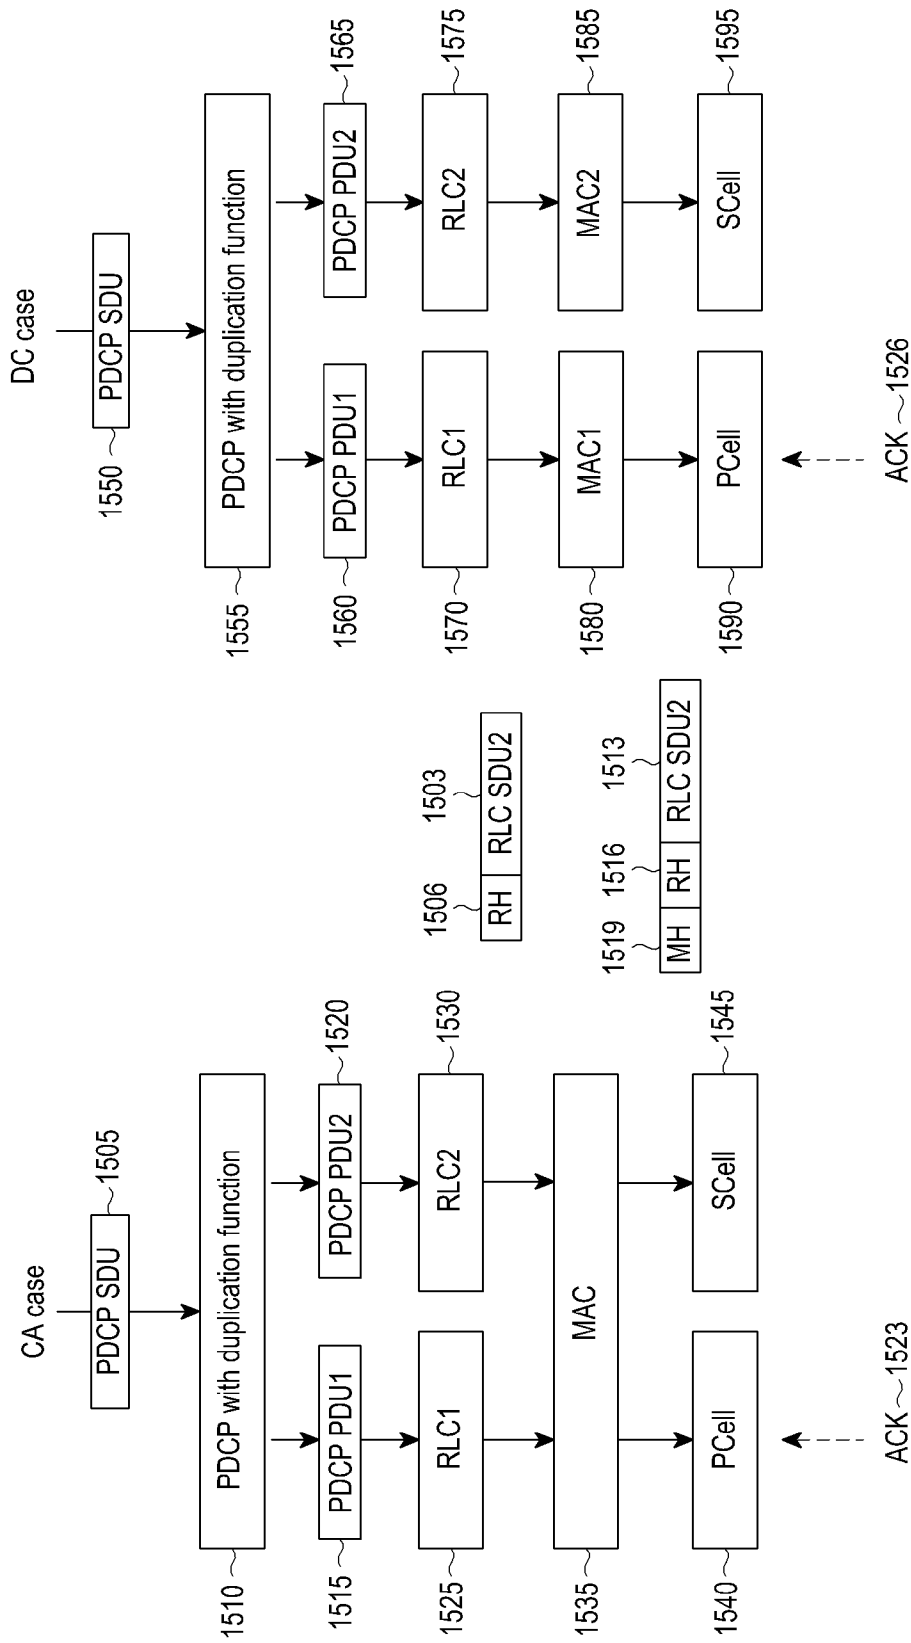 CA case
PDCP SDU
1505
PDCP with duplication function
1510
PDCP PDU1
1515
PDCP PDU2
1520
RLC1
1525
RLC2
1530
MAC
1535
PCell
1540
SCell
1545
ACK
1523
1506
1503
RH
RLC SDU2
1519
1516
1513
MH
RH
RLC SDU2
DC case
PDCP SDU
1550
PDCP with duplication function
1555
PDCP PDU1
1560
PDCP PDU2
1565
RLC1
1570
RLC2
1575
MAC1
1580
MAC2
1585
PCell
1590
SCell
1595
ACK
1526